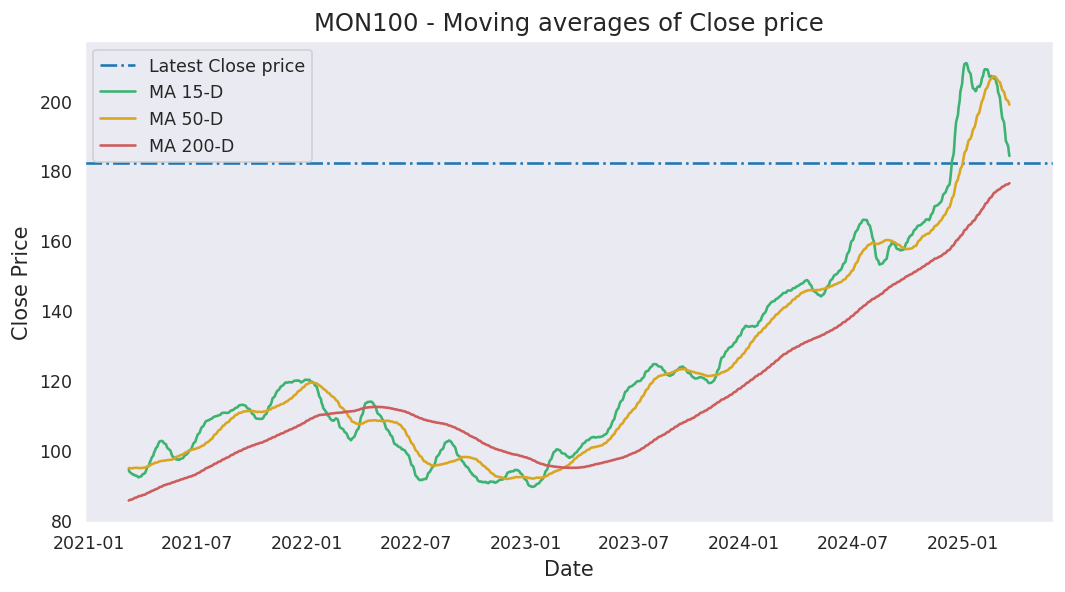 MON100 - Moving averages of Close price
Latest Close price
MA 15-D
MA 50-D
MA 200-D
Close Price
200
180
160
140
120
100
80
2021-01 2021-07 2022-01 2022-07 2023-01 2023-07 2024-01 2024-07 2025-01
Date